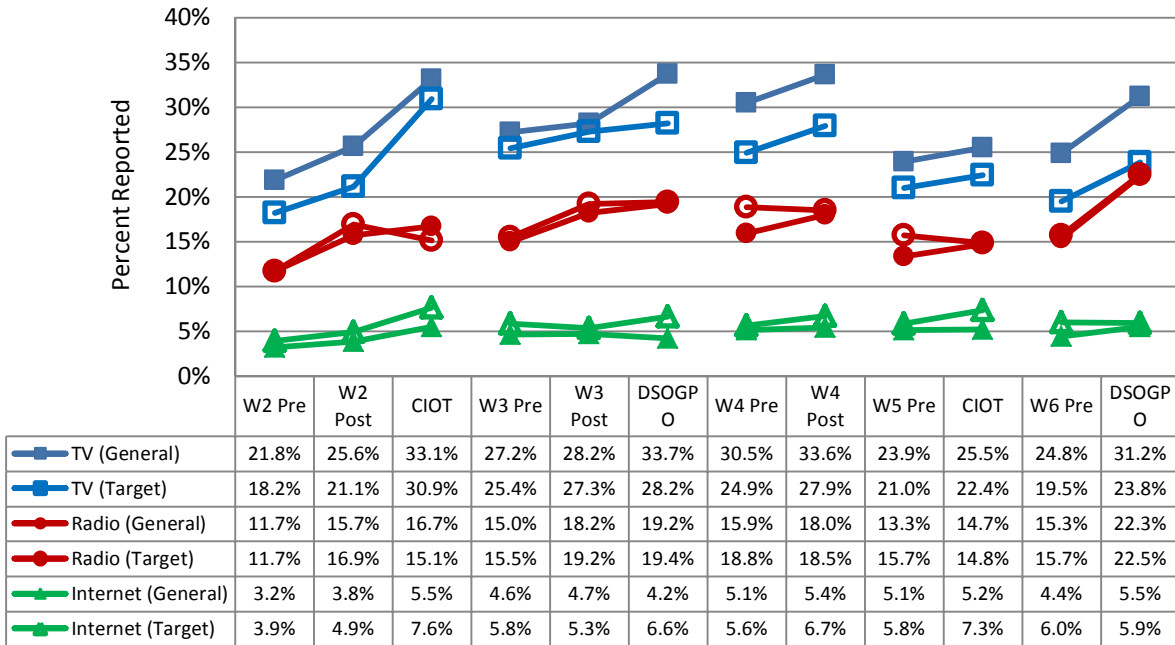 40%
35%
30%
25%
20%
15%
10%
5%
0%
Percent Reported
W2 Pre W2 Post CIOT W3 Pre W3 Post DSOGP O W4 Pre W4 Post W5 Pre CIOT W6 Pre DSOGP O
TV (General) 21.8% 25.6% 33.1% 27.2% 28.2% 33.7% 30.5% 33.6% 23.9% 25.5% 24.8% 31.2%
TV (Target) 18.2% 21.1% 30.9% 25.4% 27.3% 28.2% 24.9% 27.9% 21.0% 22.4% 19.5% 23.8%
Radio (General) 11.7% 15.7% 16.7% 15.0% 18.2% 19.2% 15.9% 18.0% 13.3% 14.7% 15.3% 22.3%
Radio (Target) 11.7% 16.9% 15.1% 15.5% 19.2% 19.4% 18.8% 18.5% 15.7% 14.8% 15.7% 22.5%
Internet (General) 3.2% 3.8% 5.5% 4.6% 4.7% 4.2% 5.1% 5.4% 5.1% 5.2% 4.4% 5.5%
Internet (Target) 3.9% 4.9% 7.6% 5.8% 5.3% 6.6% 5.6% 6.7% 5.8% 7.3% 6.0% 5.9%